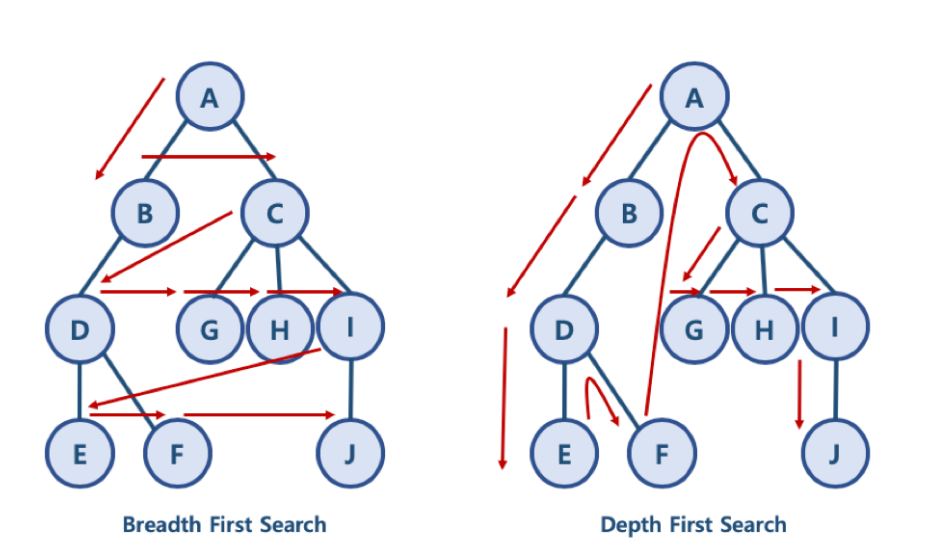 A A
B C B C
D G H I D G H I
E F J E F J
Breadth First Search Depth First Search